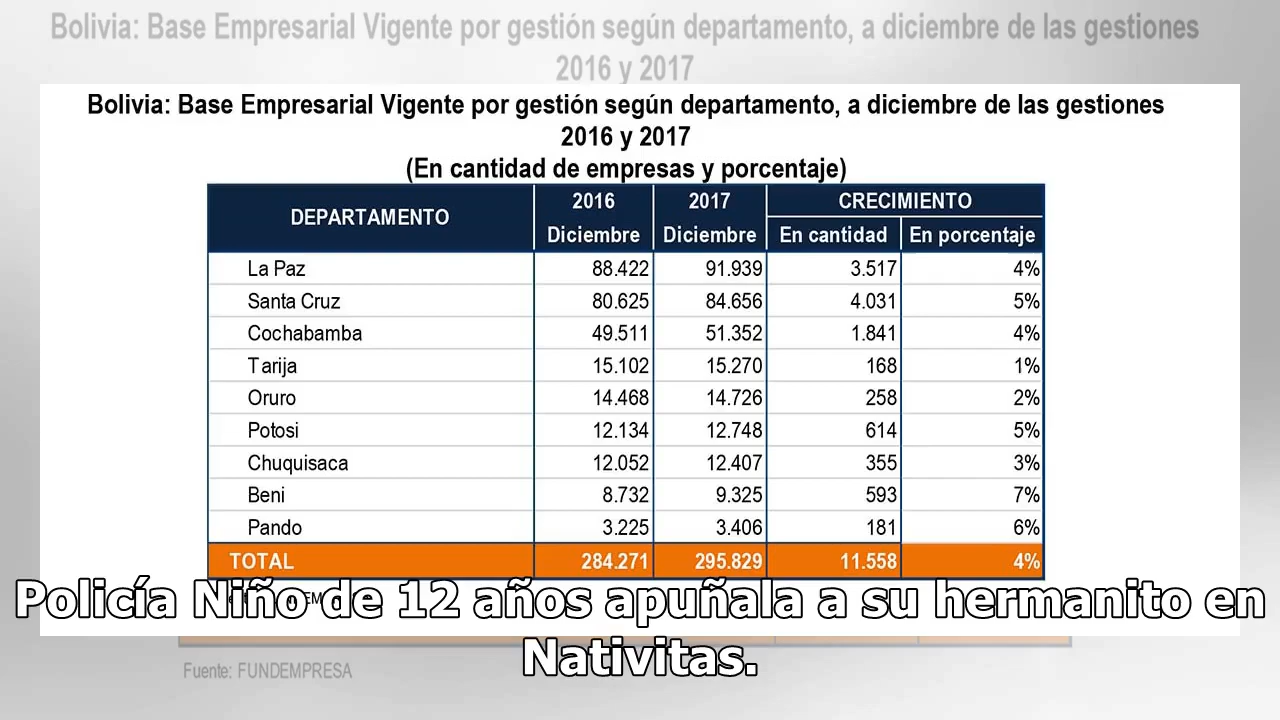 Bolivia: Base Empresarial Vigente por gestión según departamento, a diciembre de las gestiones
2016 y 2017
Bolivia: Base Empresarial Vigente por gestión según departamento, a diciembre de las gestiones
2016 y 2017
(En cantidad de empresas y porcentaje)
DEPARTAMENTO 2016 Diciembre 2017 Diciembre CRECIMIENTO
En cantidad En porcentaje
La Paz 88.422 91.939 3.517 4%
Santa Cruz 80.625 84.656 4.031 5%
Cochabamba 49.511 51.352 1.841 4%
Tarija 15.102 15.270 168 1%
Oruro 14.468 14.726 258 2%
Potosi 12.134 12.748 614 5%
Chuquisaca 12.052 12.407 355 3%
Beni 8.732 9.325 593 7%
Pando 3.225 3.406 181 6%
TOTAL 284.271 295.829 11.558 4%
Policía Niño de 12 años apuñala a su hermanito en
Nativitas.
Fuente: FUNDEMPRESA